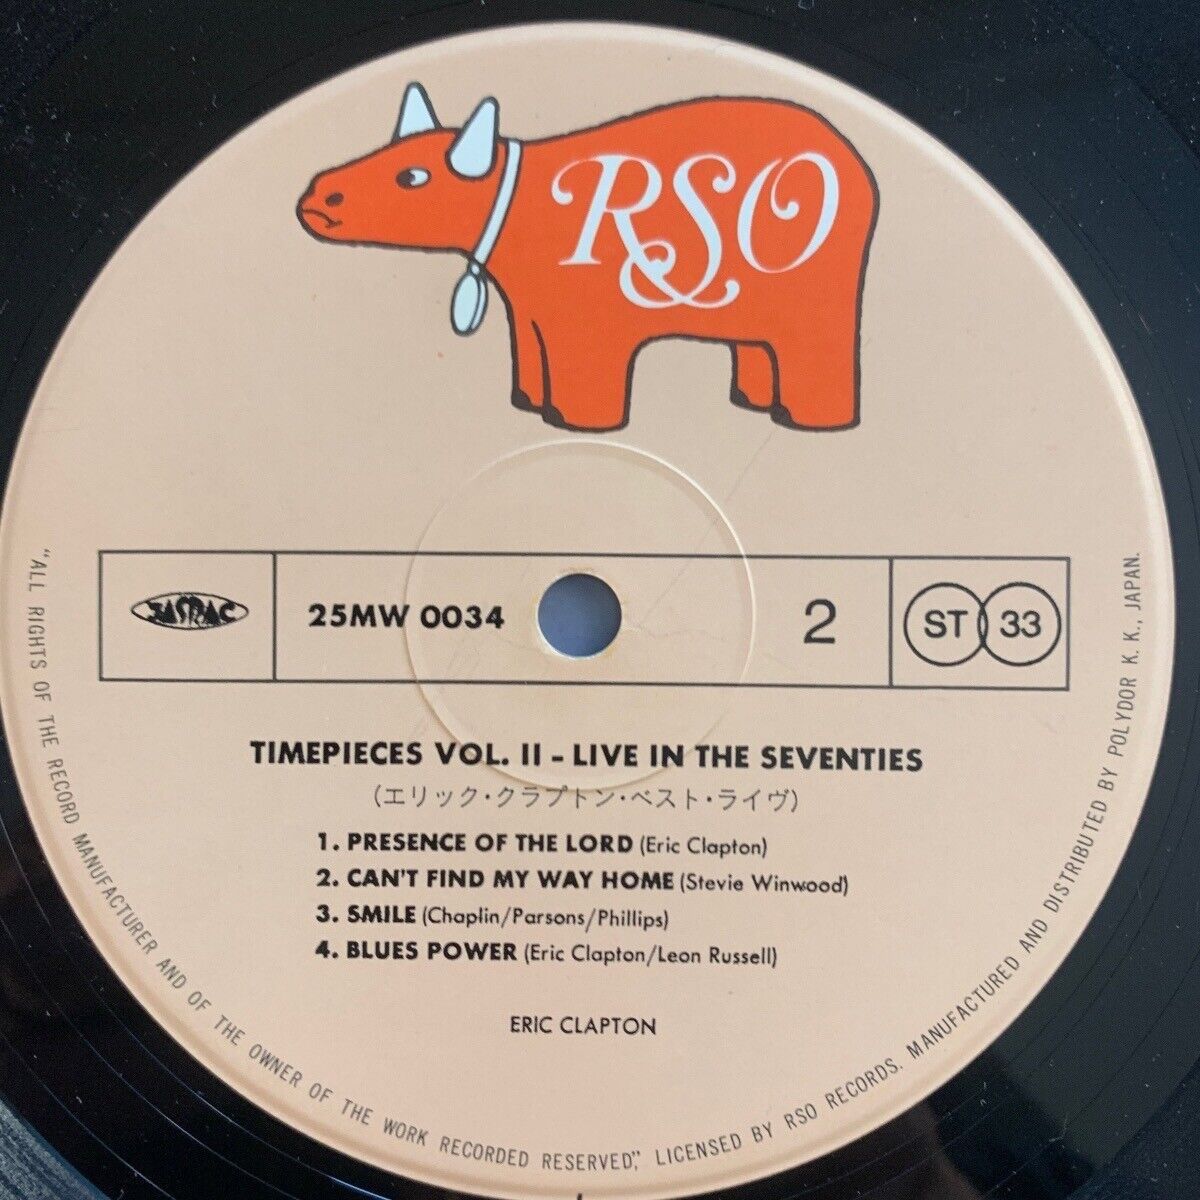 RSO
JASRAC
25MW 0034
2
ST 33
TIMEPIECES VOL. II - LIVE IN THE SEVENTIES
(エリック・クラプトン・ベスト・ライヴ)
1. PRESENCE OF THE LORD (Eric Clapton)
2. CAN'T FIND MY WAY HOME (Stevie Winwood)
3. SMILE (Chaplin/Parsons/Phillips)
4. BLUES POWER (Eric Clapton/Leon Russell)
ERIC CLAPTON
"ALL RIGHTS OF THE RECORD MANUFACTURER AND OF THE OWNER OF THE WORK RECORDED RESERVED," LICENSED BY RSO RECORDS. MANUFACTURED AND DISTRIBUTED BY POLYDOR K. K., JAPAN.